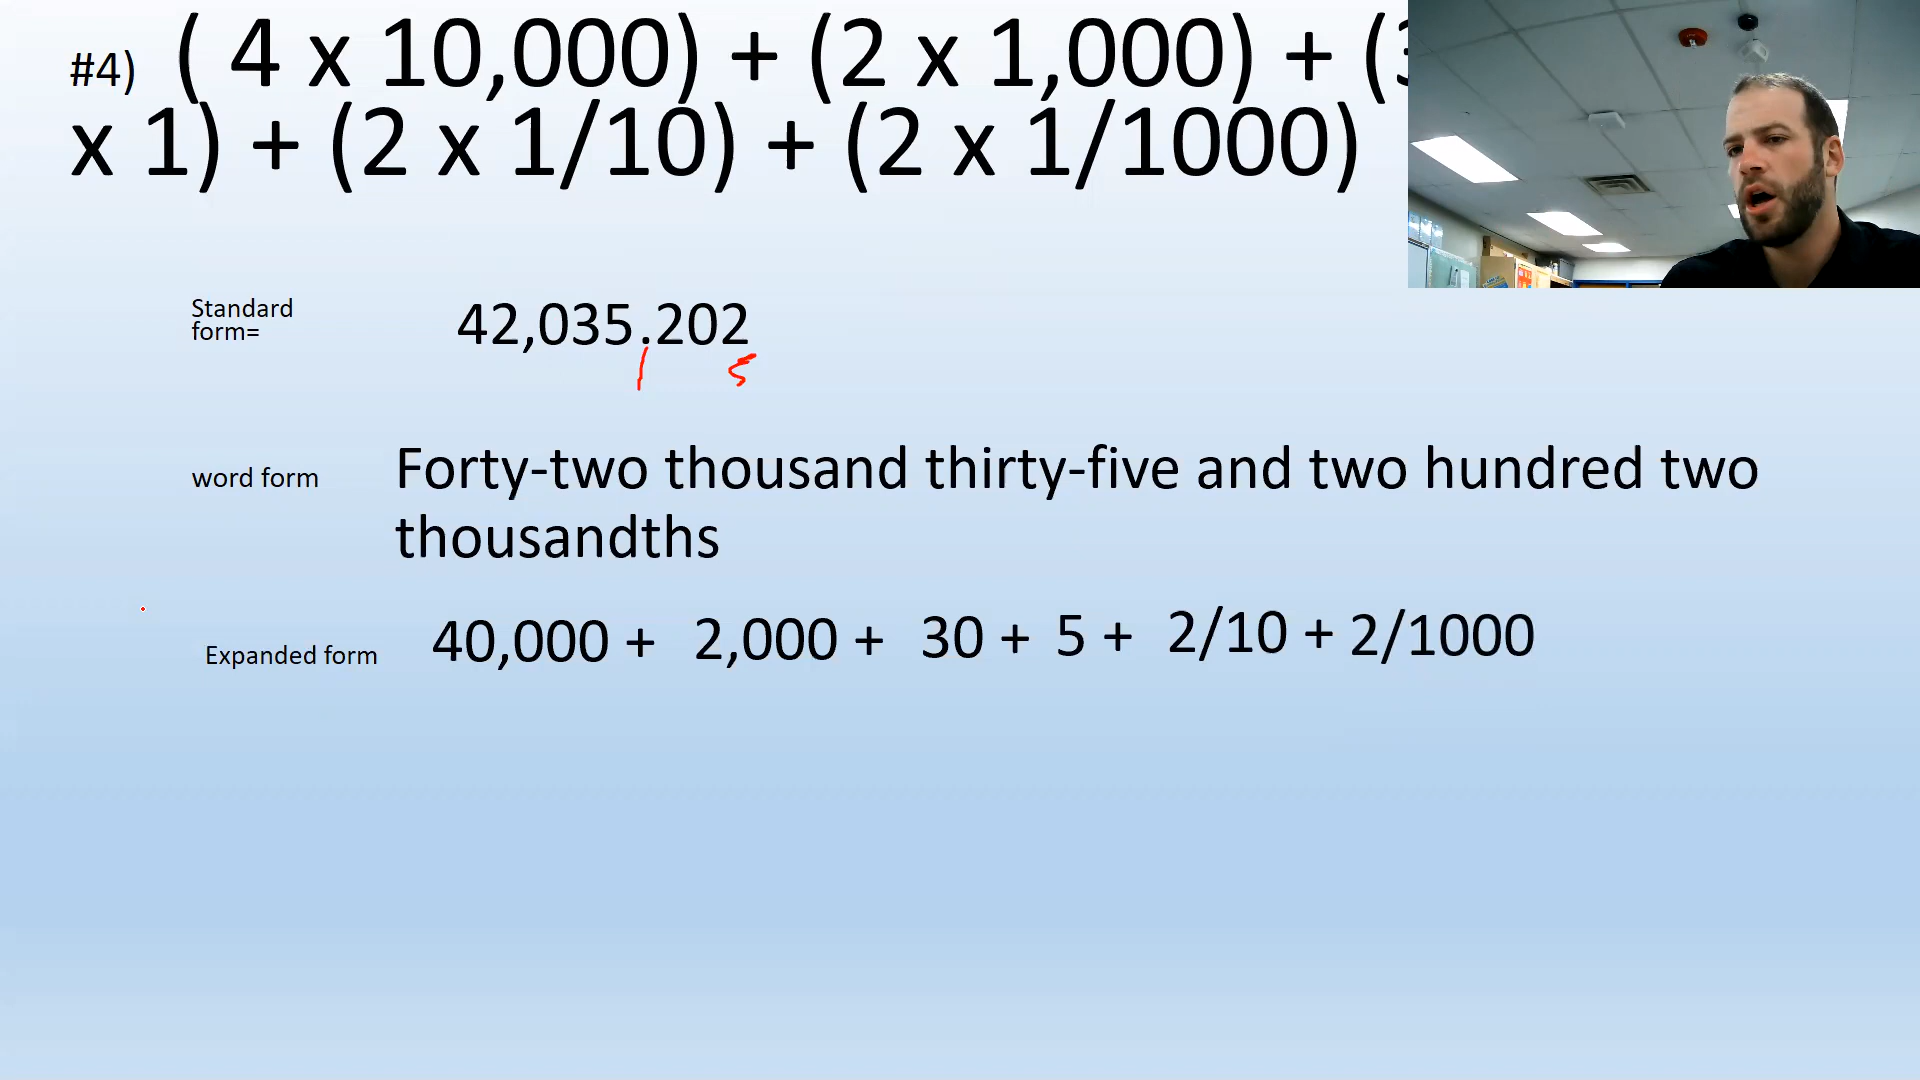 #4) ( 4 x 10,000) + (2 x 1,000) + (3
x 1) + (2 x 1/10) + (2 x 1/1000)
Standard
form=
42,035.202
word form
Forty-two thousand thirty-five and two hundred two
thousandths
Expanded form
40,000 + 2,000 + 30 + 5 + 2/10 + 2/1000